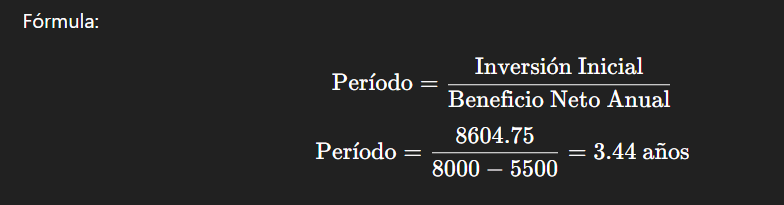 Fórmula:
Período = Inversión Inicial / Beneficio Neto Anual
Período = 8604.75 / 8000 − 5500 = 3.44 años